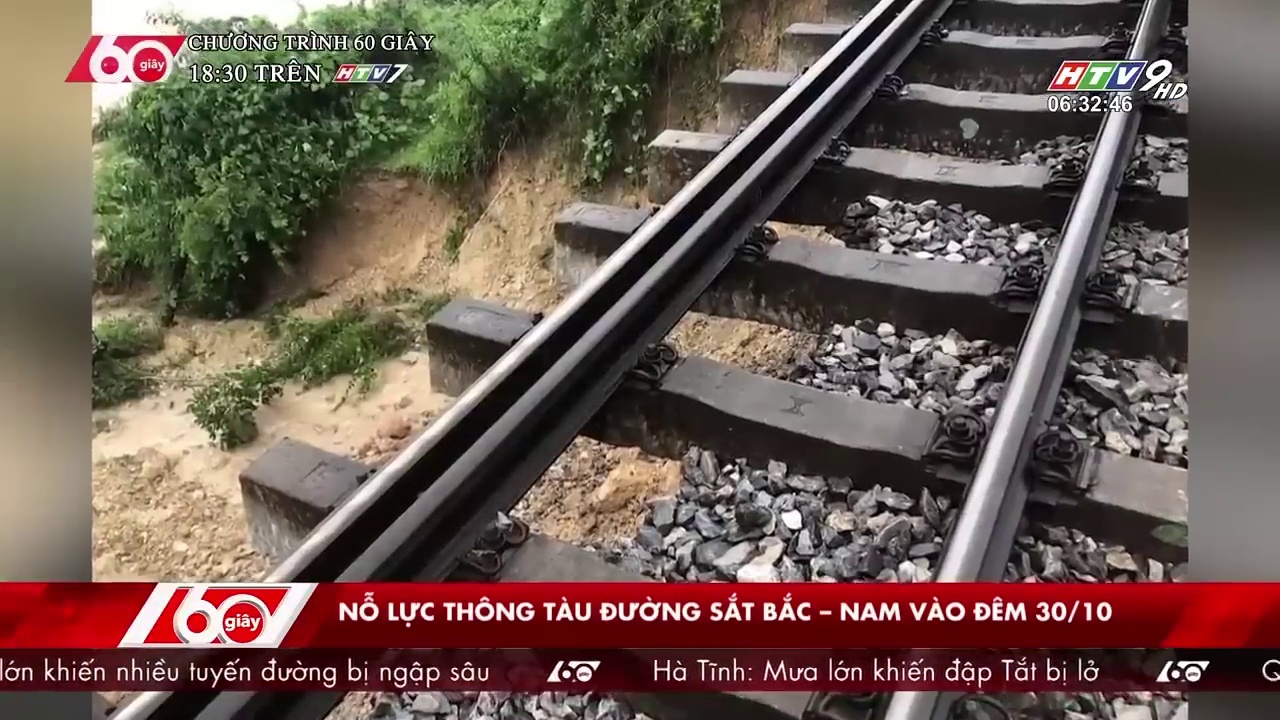 60 giây
CHƯƠNG TRÌNH 60 GIÂY
18:30 TRÊN HTV7
HTV9 HD
06:32:46
60 giây
NỖ LỰC THÔNG TÀU ĐƯỜNG SẮT BẮC – NAM VÀO ĐÊM 30/10
lớn khiến nhiều tuyến đường bị ngập sâu 60 Hà Tĩnh: Mưa lớn khiến đập Tắt bị lở 60 Q